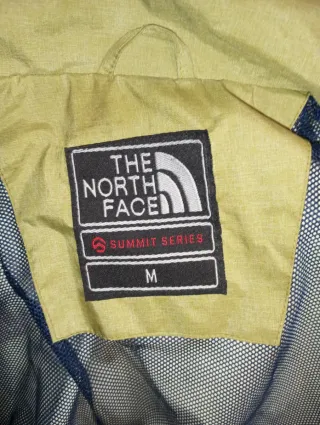 THE
NORTH
FACE
SUMMIT SERIES
M